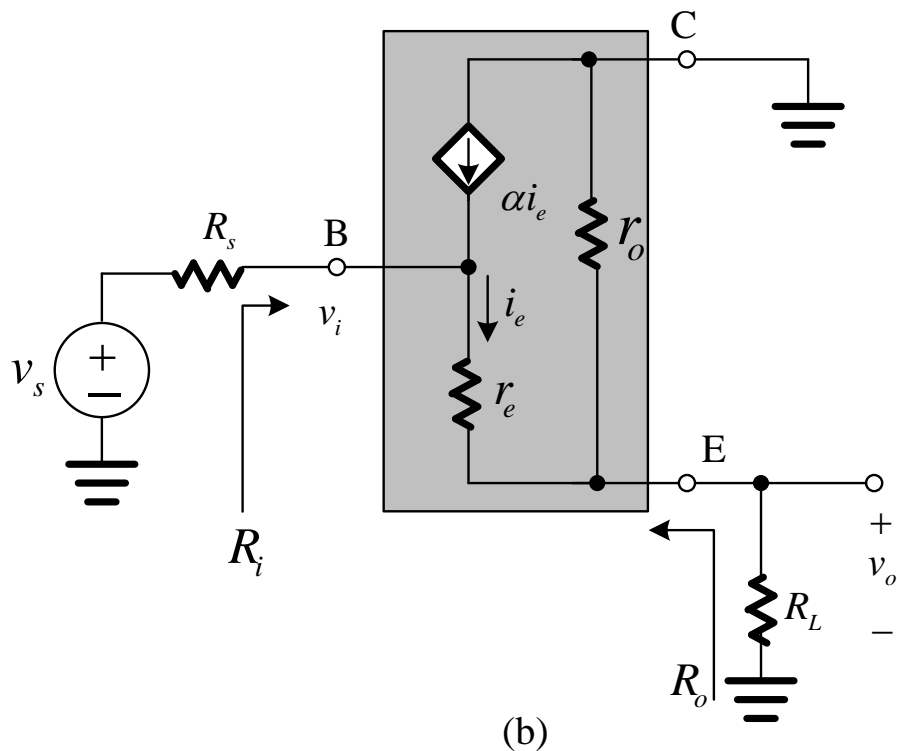 C
αi_e
R_s
B
r_o
v_i
i_e
+
v_s
−
r_e
E
R_i
+
v_o
R_L
−
R_o
(b)